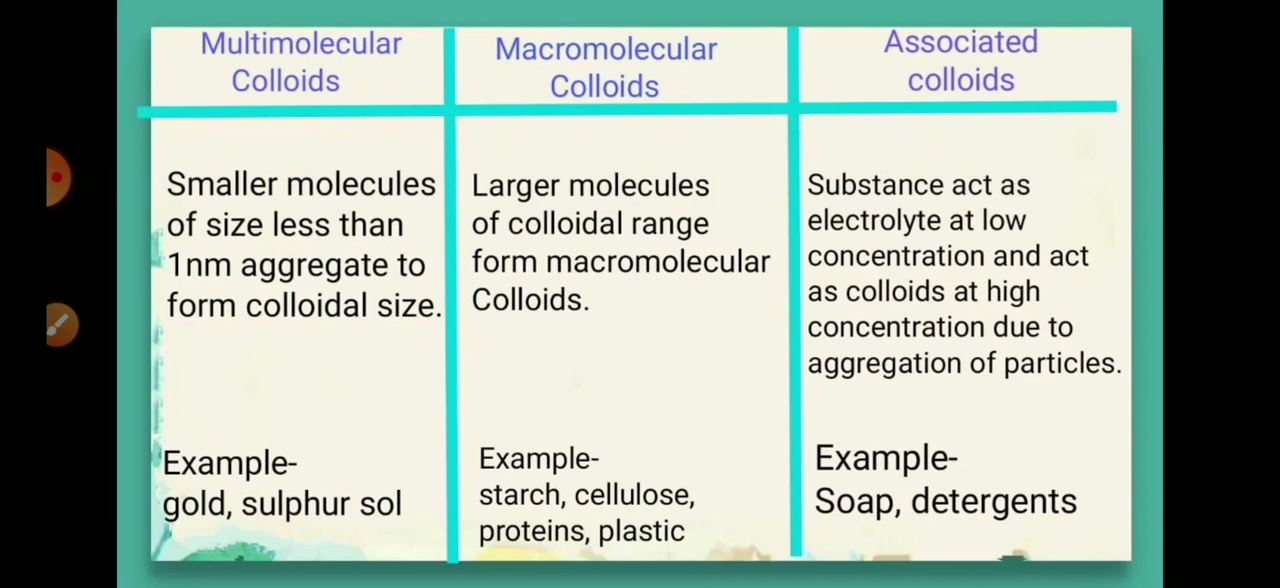 Multimolecular
Colloids
Macromolecular
Colloids
Associated
colloids
Smaller molecules
of size less than
1nm aggregate to
form colloidal size.
Larger molecules
of colloidal range
form macromolecular
Colloids.
Substance act as
electrolyte at low
concentration and act
as colloids at high
concentration due to
aggregation of particles.
Example-
gold, sulphur sol
Example-
starch, cellulose,
proteins, plastic
Example-
Soap, detergents